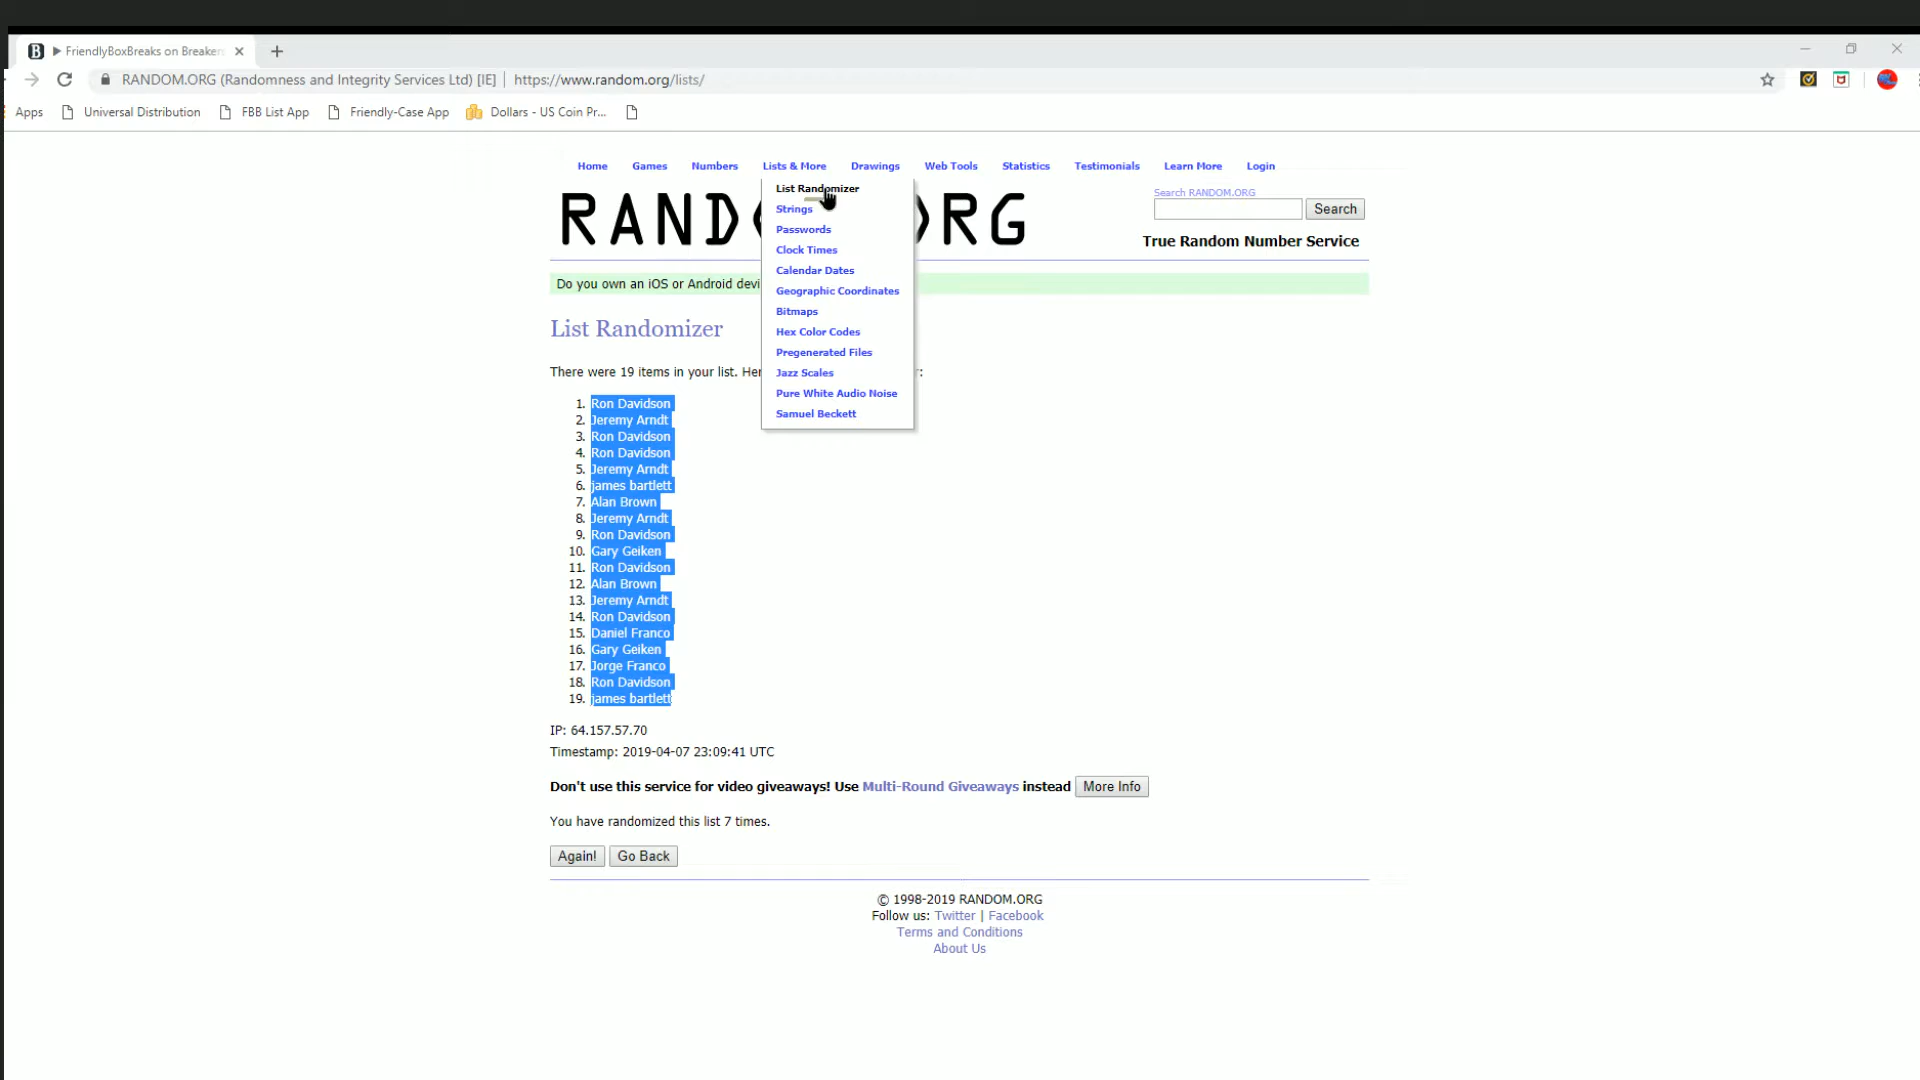 FriendlyBoxBreaks on Breaker
RANDOM.ORG (Randomness and Integrity Services Ltd) [IE] https://www.random.org/lists/
Apps Universal Distribution FBB List App Friendly-Case App Dollars - US Coin Pr...
Home Games Numbers Lists & More Drawings Web Tools Statistics Testimonials Learn More Login
List Randomizer
Strings
Passwords
Clock Times
Calendar Dates
Geographic Coordinates
Bitmaps
Hex Color Codes
Pregenerated Files
Jazz Scales
Pure White Audio Noise
Samuel Beckett
RAND RG
Search RANDOM.ORG
Search
True Random Number Service
Do you own an iOS or Android devi
List Randomizer
There were 19 items in your list. Her :
1. Ron Davidson
2. Jeremy Arndt
3. Ron Davidson
4. Ron Davidson
5. Jeremy Arndt
6. james bartlett
7. Alan Brown
8. Jeremy Arndt
9. Ron Davidson
10. Gary Geiken
11. Ron Davidson
12. Alan Brown
13. Jeremy Arndt
14. Ron Davidson
15. Daniel Franco
16. Gary Geiken
17. Jorge Franco
18. Ron Davidson
19. james bartlett
IP: 64.157.57.70
Timestamp: 2019-04-07 23:09:41 UTC
Don't use this service for video giveaways! Use Multi-Round Giveaways instead More Info
You have randomized this list 7 times.
Again! Go Back
© 1998-2019 RANDOM.ORG
Follow us: Twitter | Facebook
Terms and Conditions
About Us